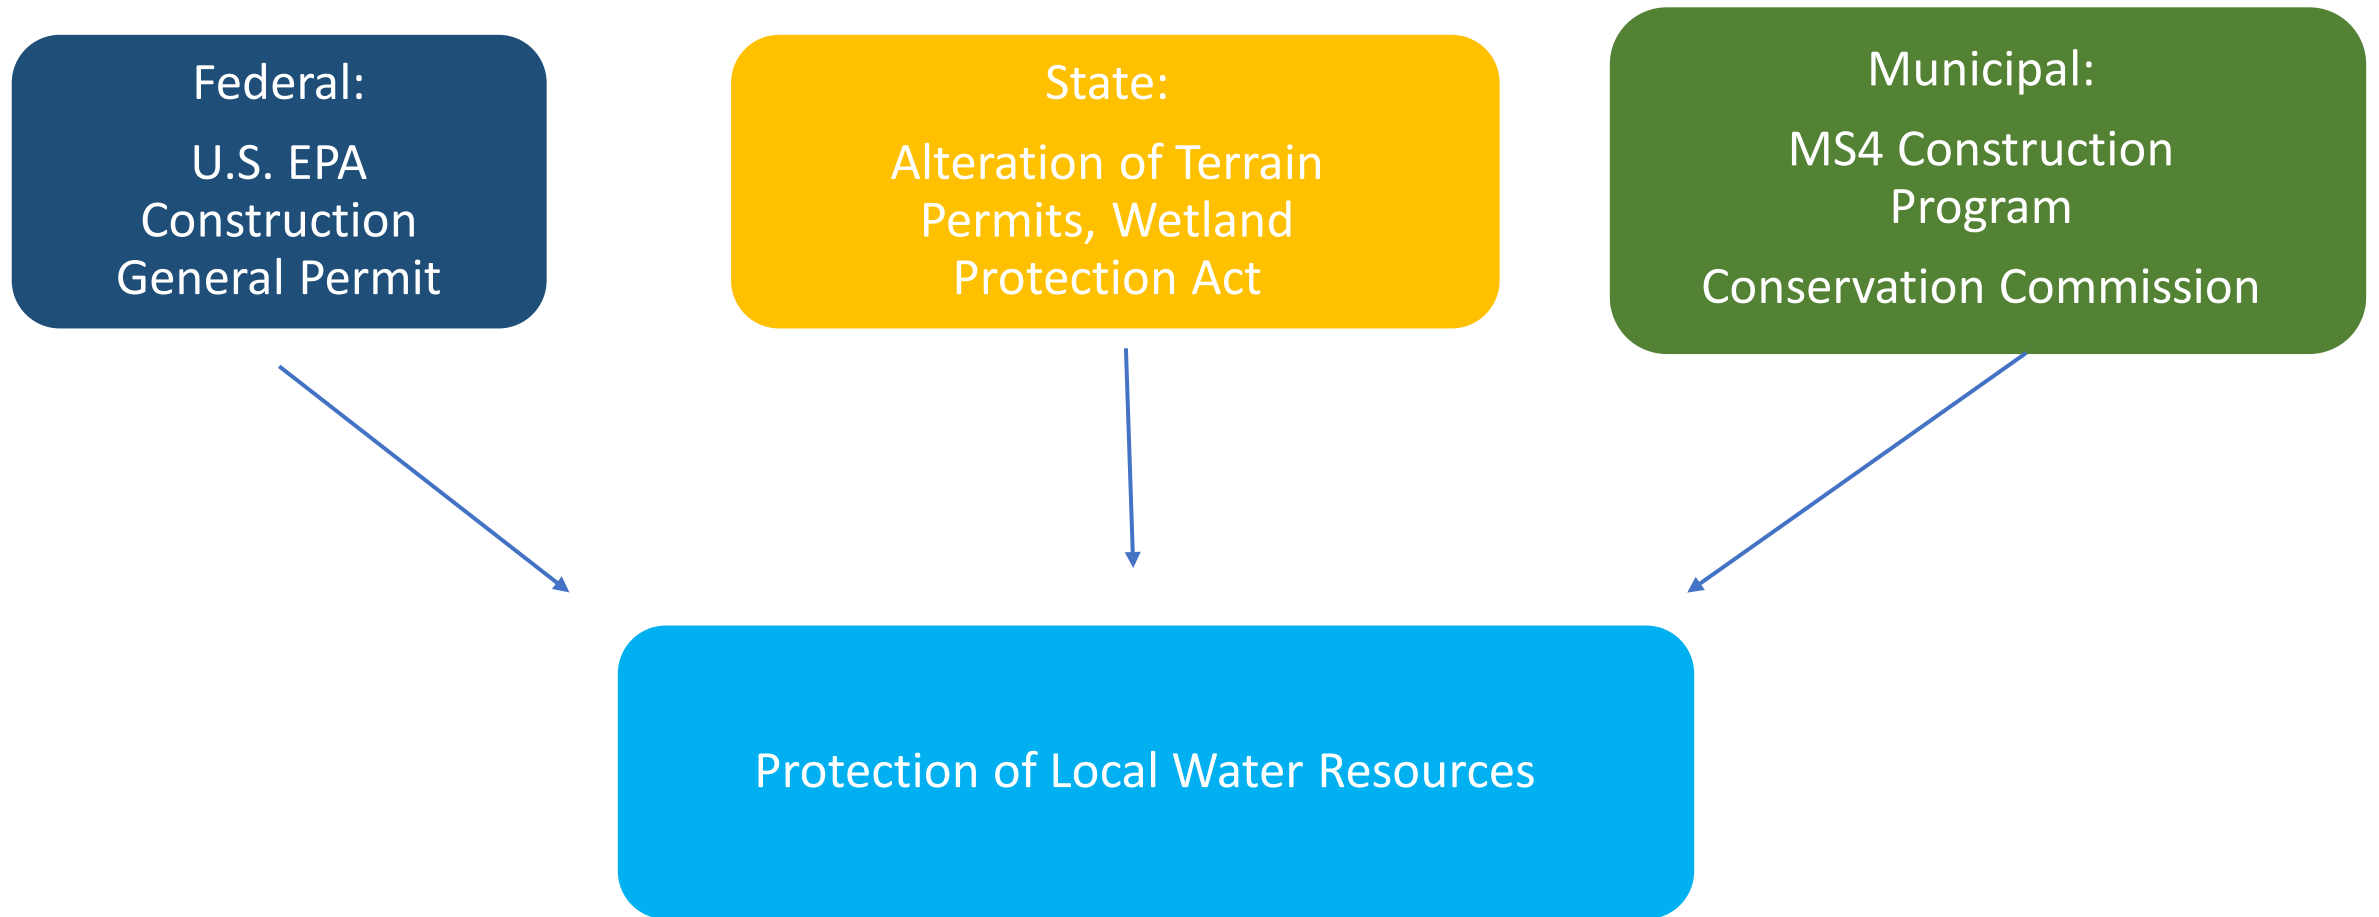 Federal:
U.S. EPA
Construction
General Permit
State:
Alteration of Terrain
Permits, Wetland
Protection Act
Municipal:
MS4 Construction
Program
Conservation Commission
Protection of Local Water Resources